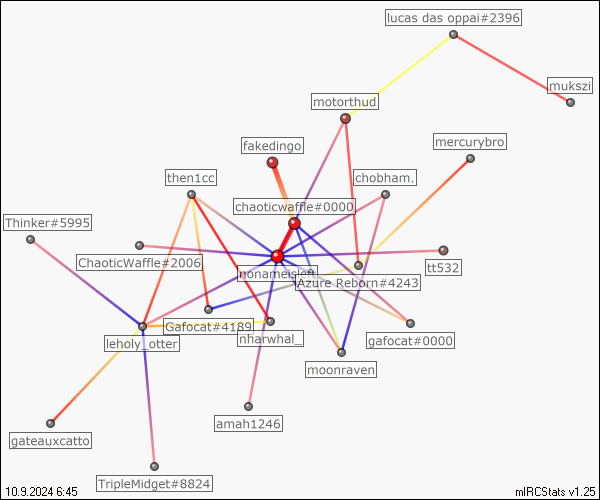 lucas das oppai#2396
mukszi
motorthud
mercurybro
fakedingo
then1cc
chobham.
chaoticwaffle#0000
Thinker#5995
ChaoticWaffle#2006
tt532
nonameisleft
Azure Reborn#4243
Gafocat#4189
nharwhal_
gafocat#0000
leholy_otter
moonraven
amah1246
gateauxcatto
TripleMidget#8824
10.9.2024 6:45
mIRCStats v1.25